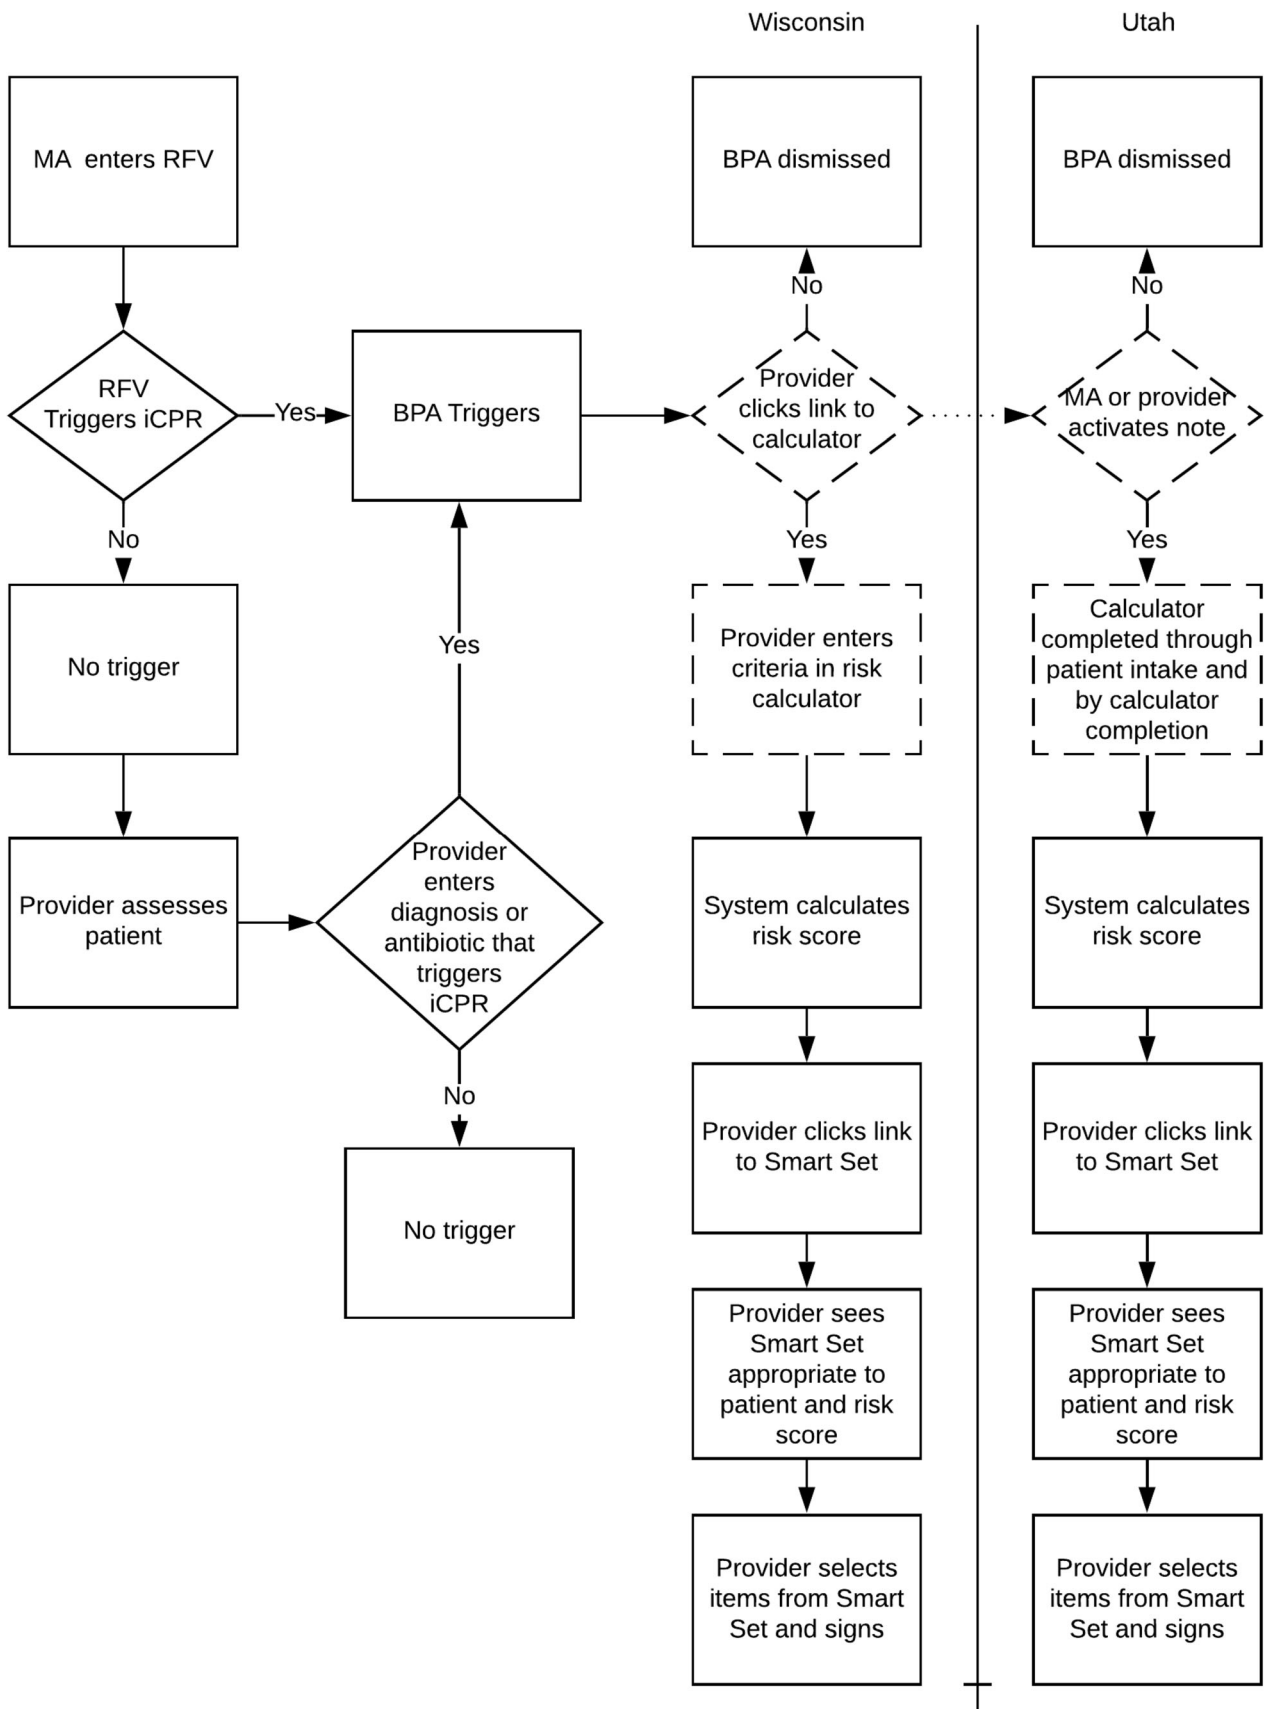 Wisconsin
Utah
MA enters RFV
RFV
Triggers iCPR
Yes
No
No trigger
Provider assesses
patient
BPA Triggers
Yes
Provider
enters
diagnosis or
antibiotic that
triggers
iCPR
No
No trigger
BPA dismissed
No
Provider
clicks link to
calculator
Yes
Provider enters
criteria in risk
calculator
System calculates
risk score
Provider clicks link
to Smart Set
Provider sees
Smart Set
appropriate to
patient and risk
score
Provider selects
items from Smart
Set and signs
BPA dismissed
No
MA or provider
activates note
Yes
Calculator
completed through
patient intake and
by calculator
completion
System calculates
risk score
Provider clicks link
to Smart Set
Provider sees
Smart Set
appropriate to
patient and risk
score
Provider selects
items from Smart
Set and signs